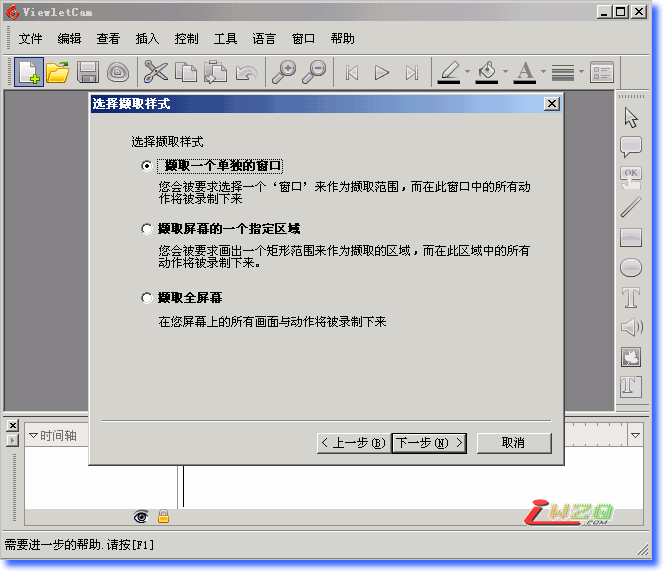 ViewletCam
文件 编辑 查看 插入 控制 工具 语言 窗口 帮助
选择撷取样式
选择撷取样式
撷取一个单独的窗口
您会被要求选择一个‘窗口’来作为撷取范围，而在此窗口中的所有动
作将被录制下来
撷取屏幕的一个指定区域
您会被要求画出一个矩形范围来作为撷取的区域，而在此区域中的所有
动作将被录制下来。
撷取全屏幕
在您屏幕上的所有画面与动作将被录制下来
OK
T
T
时间轴
< 上一步(B) 下一步(N) > 取消
iwzq
.COM
需要进一步的帮助.请按[F1]